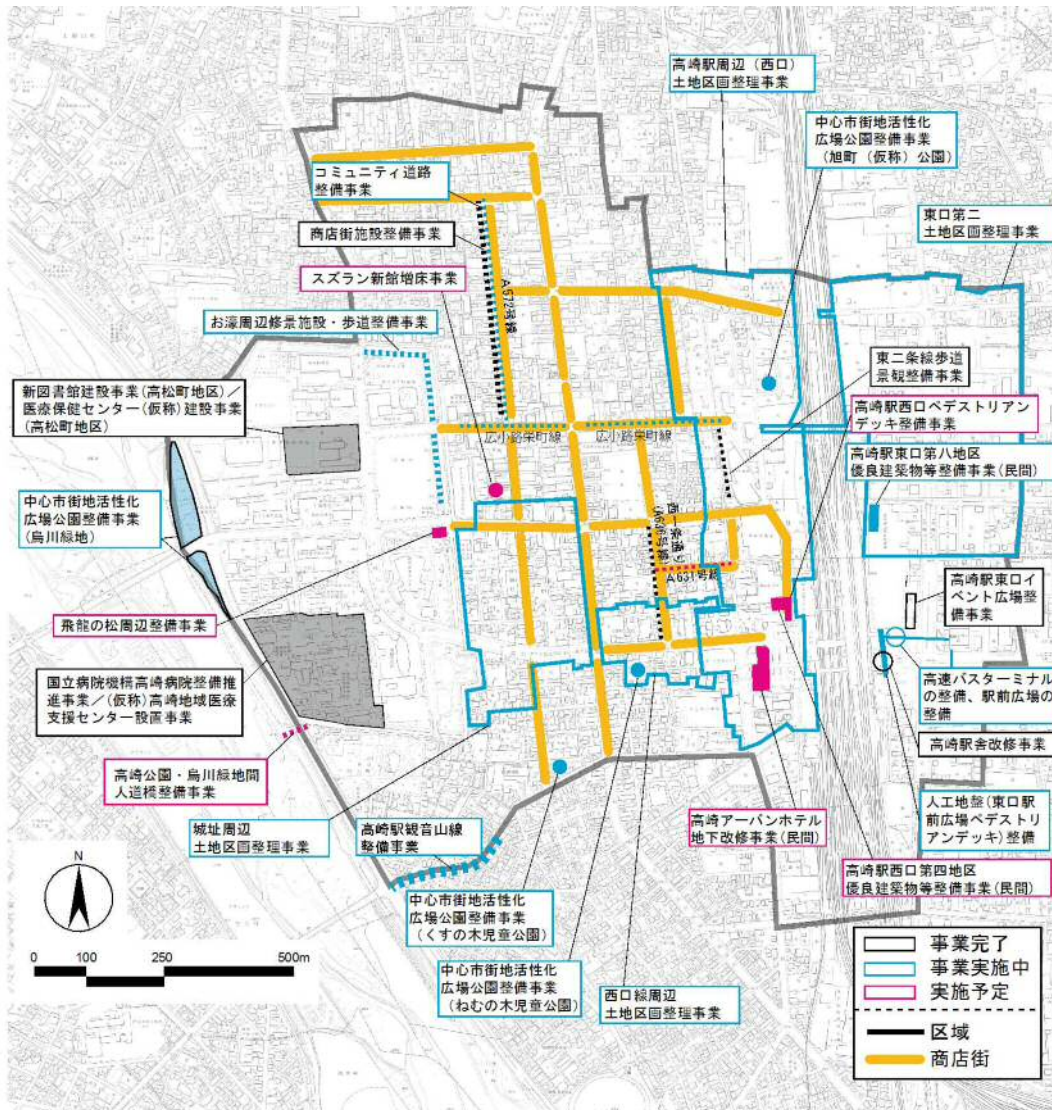 高崎駅周辺(西口)
土地区画整理事業
中心市街地活性化
広場公園整備事業
(旭町(仮称)公園)
コミュニティ道路
整備事業
東口第二
土地区画整理事業
商店街施設整備事業
スズラン新館増床事業
A572号線
お濠周辺修景施設・歩道整備事業
東二条線歩道
景観整備事業
新図書館建設事業(高松町地区)/
医療保健センター(仮称)建設事業
(高松町地区)
高崎駅西口ペデストリアン
デッキ整備事業
広小路栄町線
広小路栄町線
高崎駅東口第八地区
優良建築物等整備事業(民間)
中心市街地活性化
広場公園整備事業
(烏川緑地)
西一条通り
(A636号線)
A631号線
高崎駅東口イ
ベント広場整
備事業
飛龍の松周辺整備事業
国立病院機構高崎病院整備推
進事業/(仮称)高崎地域医療
支援センター設置事業
高速バスターミナル
の整備、駅前広場の
整備
高崎駅舎改修事業
高崎公園・烏川緑地間
人道橋整備事業
人工地盤(東口駅
前広場ペデストリ
アンデッキ)整備
城址周辺
土地区画整理事業
高崎駅観音山線
整備事業
高崎アーバンホテル
地下改修事業(民間)
高崎駅西口第四地区
優良建築物等整備事業(民間)
N
中心市街地活性化
広場公園整備事業
(くすの木児童公園)
0 100 250 500m
中心市街地活性化
広場公園整備事業
(ねむの木児童公園)
西口線周辺
土地区画整理事業
事業完了
事業実施中
実施予定
区域
商店街